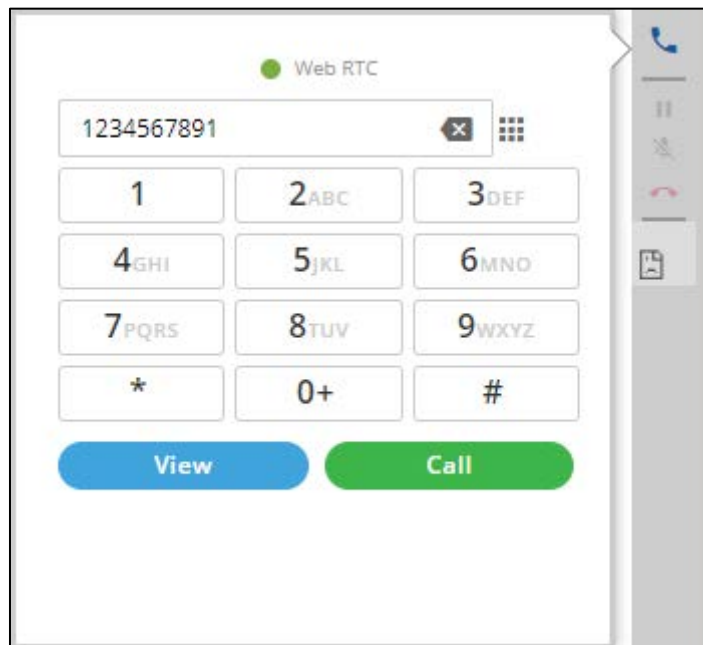 Web RTC
1234567891
1 2ABC 3DEF
4GHI 5JKL 6MNO
7PQRS 8TUV 9WXYZ
* 0+ #
View Call